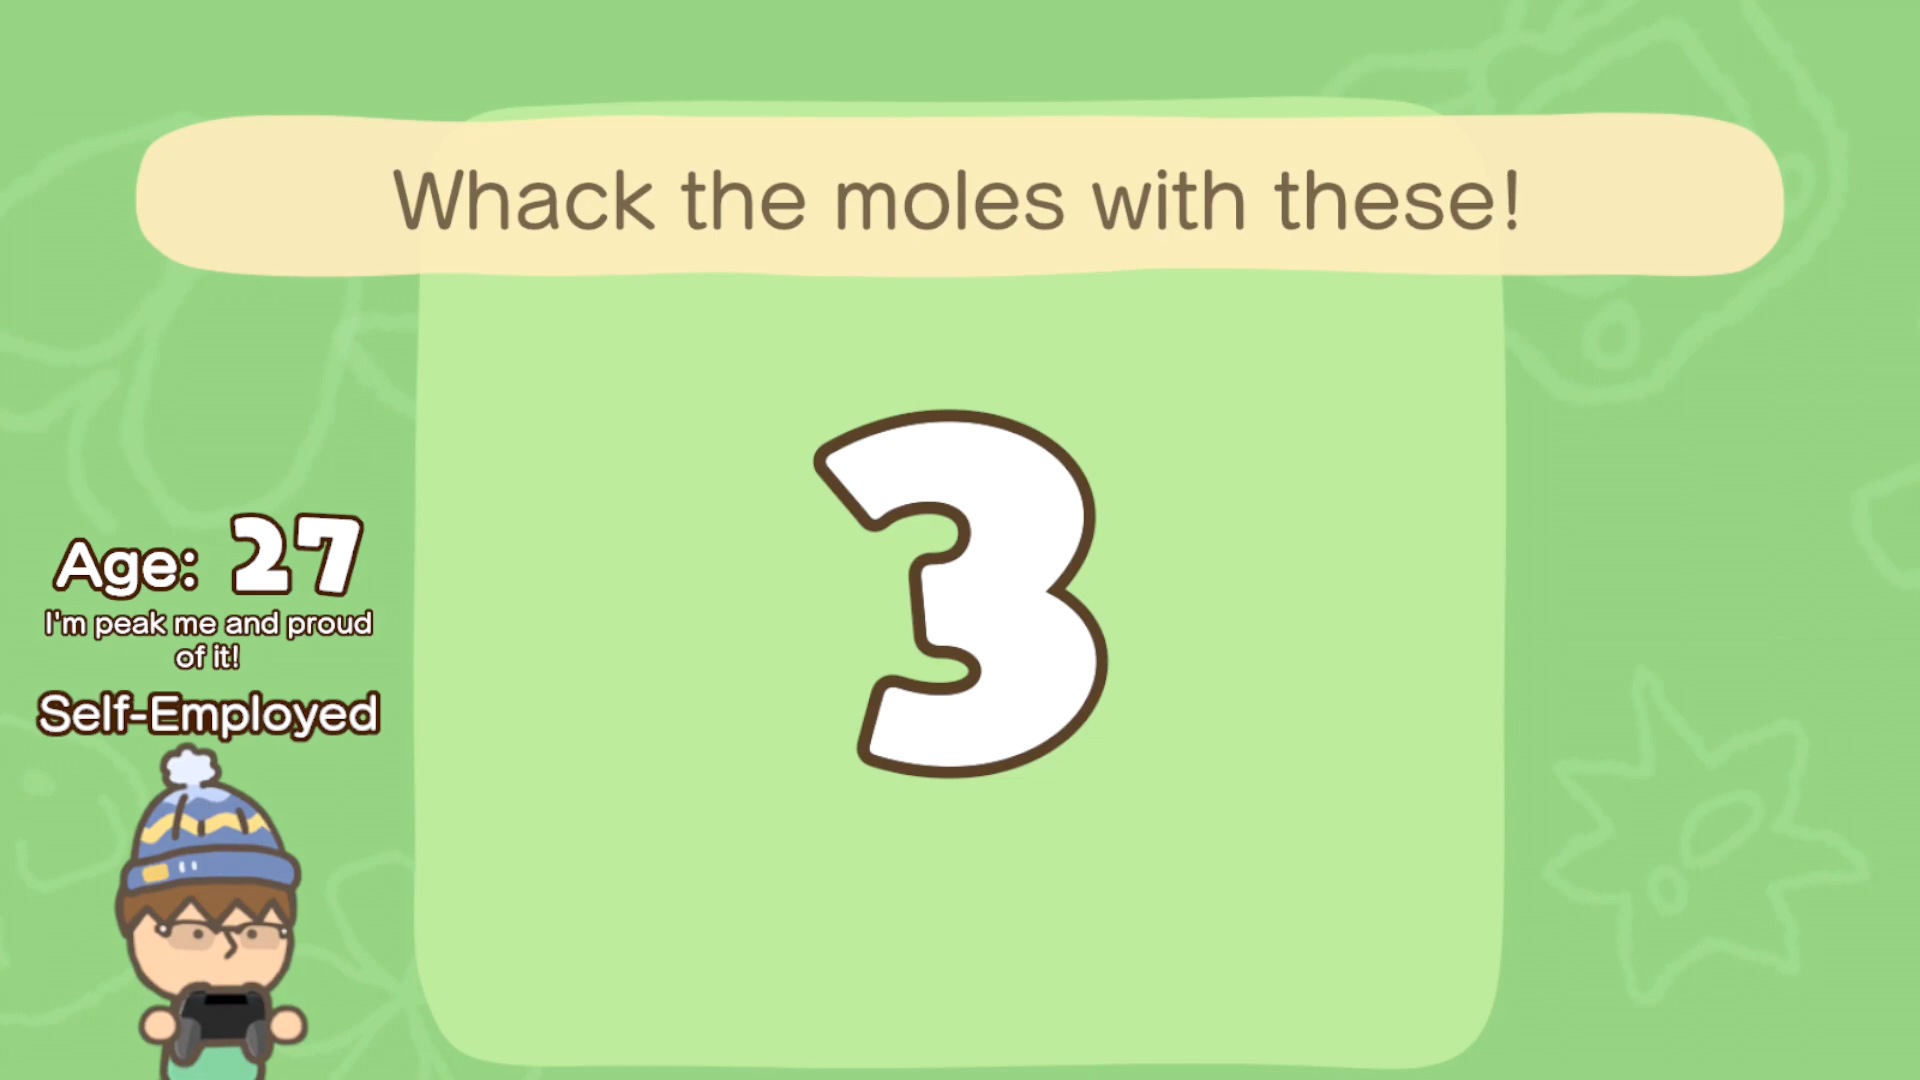 Whack the moles with these!
3
Age: 27
I'm peak me and proud
of it!
Self-Employed